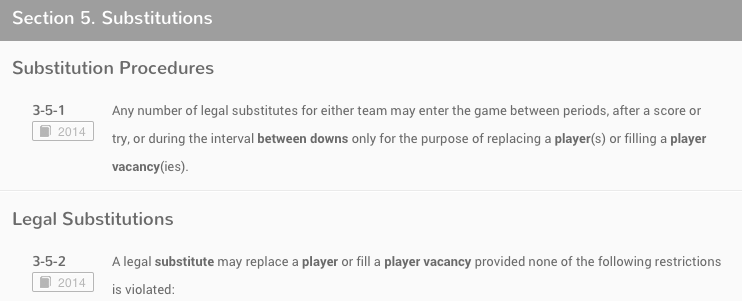 Section 5. Substitutions
Substitution Procedures
3-5-1 Any number of legal substitutes for either team may enter the game between periods, after a score or
2014 try, or during the interval between downs only for the purpose of replacing a player(s) or filling a player
vacancy(ies).
Legal Substitutions
3-5-2 A legal substitute may replace a player or fill a player vacancy provided none of the following restrictions
2014 is violated: